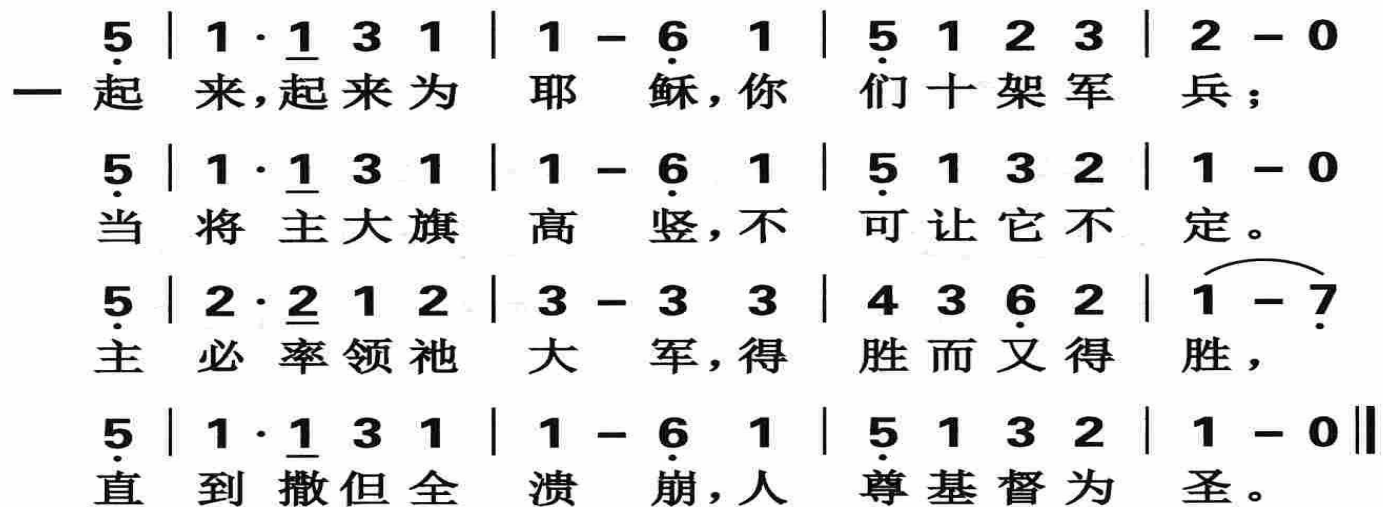 5̣ | 1 · 1 3 1 | 1 – 6̣ 1 | 5̣ 1 2 3 | 2 – 0
一 起 来，起 来 为 耶 稣，你 们 十 架 军 兵；
5̣ | 1 · 1 3 1 | 1 – 6̣ 1 | 5̣ 1 3 2 | 1 – 0
当 将 主 大 旗 高 竖，不 可 让 它 不 定。
5̣ | 2 · 2 1 2 | 3 – 3 3 | 4 3 6̣ 2 | 1 – 7̣
主 必 率 领 祂 大 军，得 胜 而 又 得 胜，
5̣ | 1 · 1 3 1 | 1 – 6̣ 1 | 5̣ 1 3 2 | 1 – 0 ‖
直 到 撒 但 全 溃 崩，人 尊 基 督 为 圣。